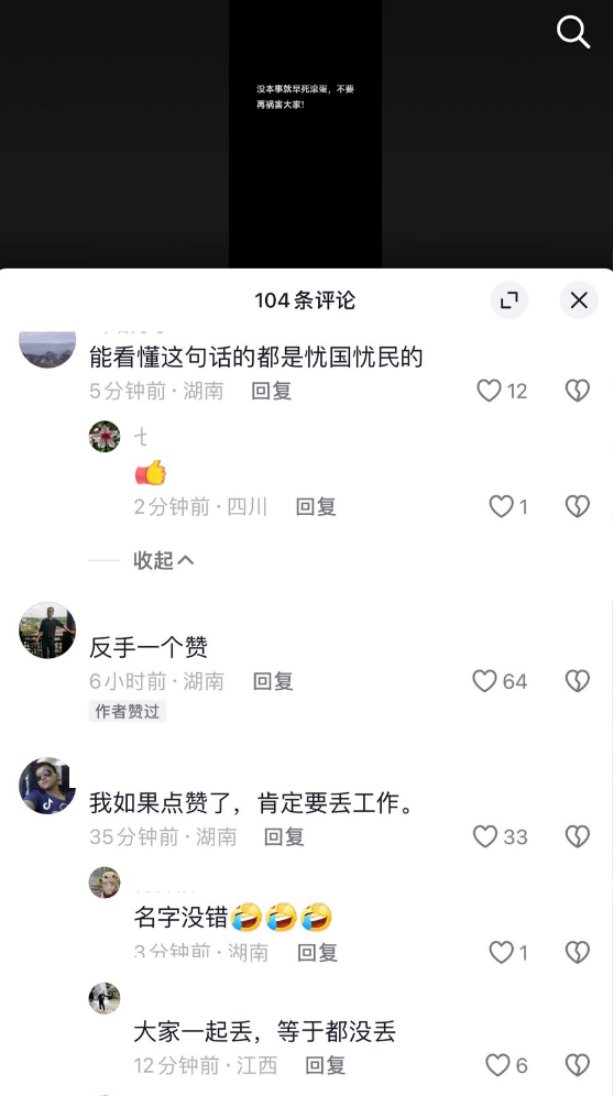 没本事就早死滚蛋，不要
再祸害大家！
104条评论
能看懂这句话的都是忧国忧民的
5分钟前·湖南 回复 12
👍
2分钟前·四川 回复 1
收起
反手一个赞
6小时前·湖南 回复 64
作者赞过
我如果点赞了，肯定要丢工作。
35分钟前·湖南 回复 33
名字没错🤣🤣🤣
3分钟前·湖南 回复 1
大家一起丢，等于都没丢
12分钟前·江西 回复 6